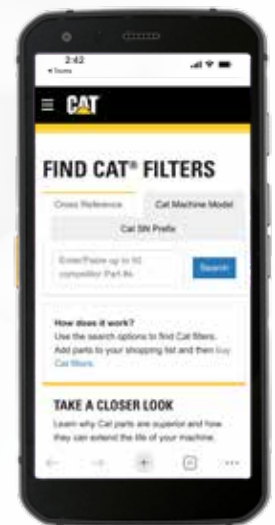 2:42
CAT
FIND CAT® FILTERS
Cross Reference
Cat Machine Model
Cat SN Prefix
Enter/Paste up to 10
competitor Part #s
Search
How does it work?
Use the search options to find Cat filters.
Add parts to your shopping list and then buy
Cat filters.
TAKE A CLOSER LOOK
Learn why Cat parts are superior and how
they can extend the life of your machine.